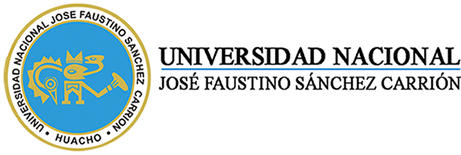 UNIVERSIDAD NACIONAL JOSE FAUSTINO SANCHEZ CARRION
• HUACHO •
UNIVERSIDAD NACIONAL
JOSÉ FAUSTINO SÁNCHEZ CARRIÓN